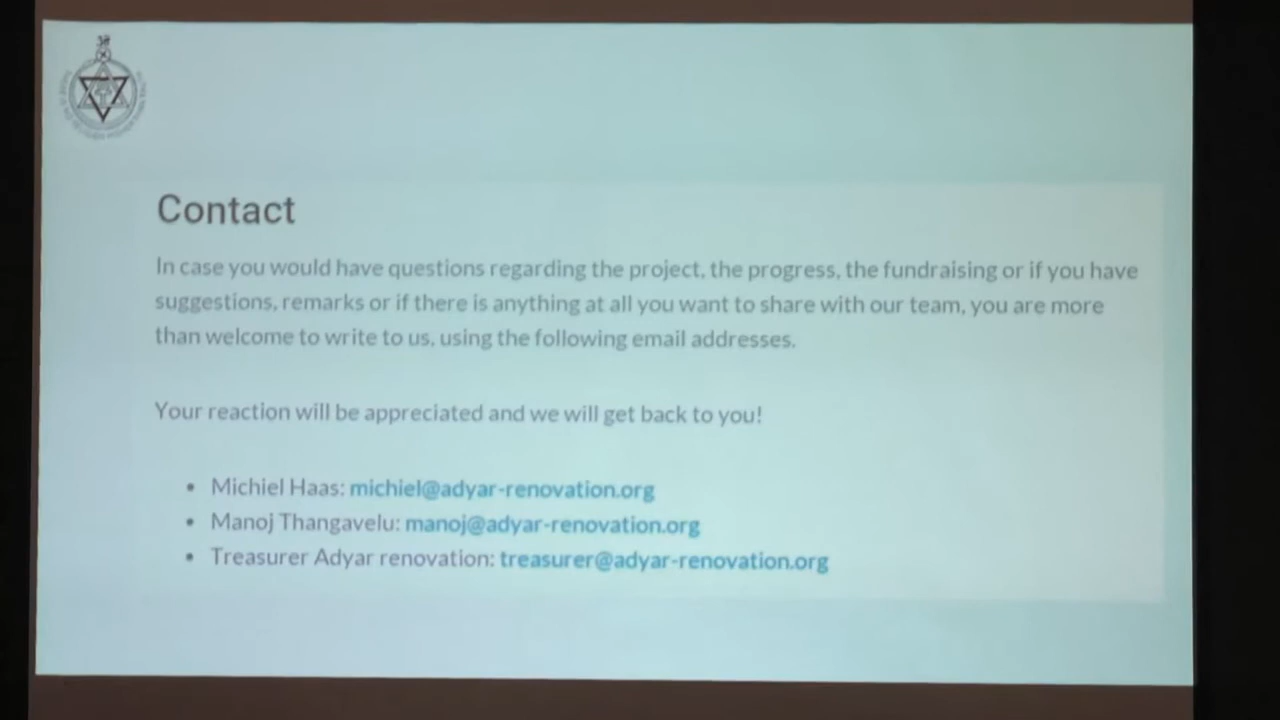 Contact
In case you would have questions regarding the project, the progress, the fundraising or if you have
suggestions, remarks or if there is anything at all you want to share with our team, you are more
than welcome to write to us, using the following email addresses.
Your reaction will be appreciated and we will get back to you!
• Michiel Haas: michiel@adyar-renovation.org
• Manoj Thangavelu: manoj@adyar-renovation.org
• Treasurer Adyar renovation: treasurer@adyar-renovation.org